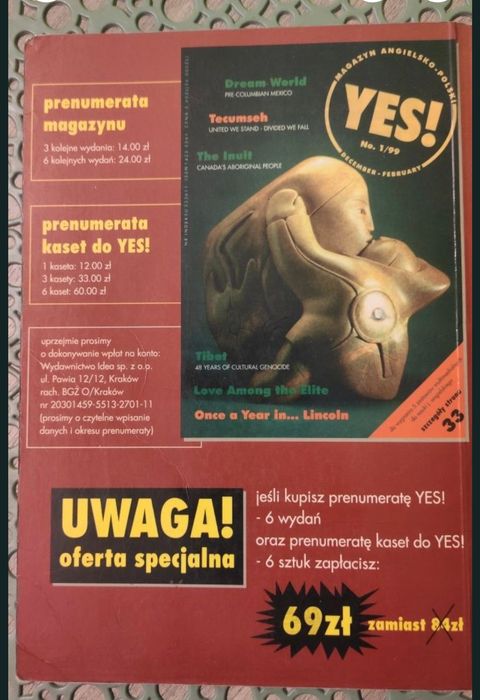 prenumerata
magazynu
3 kolejne wydania: 14.00 zł
6 kolejnych wydań: 24.00 zł
prenumerata
kaset do YES!
1 kaseta: 12.00 zł
3 kasety: 33.00 zł
6 kaset: 60.00 zł
uprzejmie prosimy
o dokonywanie wpłat na konto:
Wydawnictwo Idea sp. z o.o.
ul. Pawia 12/12, Kraków
rach. BGŻ O/Kraków
nr 20301459-5513-2701-11
(prosimy o czytelne wpisanie
danych i okresu prenumeraty)
Dream World
PRE-COLUMBIAN MEXICO
Tecumseh
UNITED WE STAND - DIVIDED WE FALL
The Inuit
CANADA'S ABORIGINAL PEOPLE
MAGAZYN ANGIELSKO-POLSKI
YES!
No. 1/99
DECEMBER - FEBRUARY
Tibet
48 YEARS OF CULTURAL GENOCIDE
Love Among the Elite
Once a Year in... Lincoln
szczegóły strona
33
UWAGA!
oferta specjalna
jeśli kupisz prenumeratę YES!
- 6 wydań
oraz prenumeratę kaset do YES!
- 6 sztuk zapłacisz:
69zł zamiast 84zł